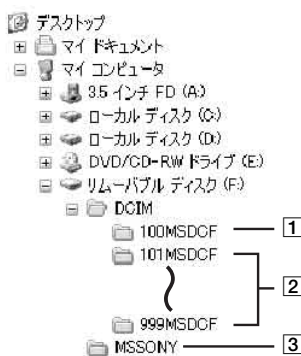 デスクトップ
マイ ドキュメント
マイ コンピュータ
3.5 インチ FD (A:)
ローカル ディスク (C:)
ローカル ディスク (D:)
DVD/CD-RW ドライブ (E:)
リムーバブル ディスク (F:)
DCIM
100MSDCF 1
101MSDCF
2
999MSDCF
MSSONY 3